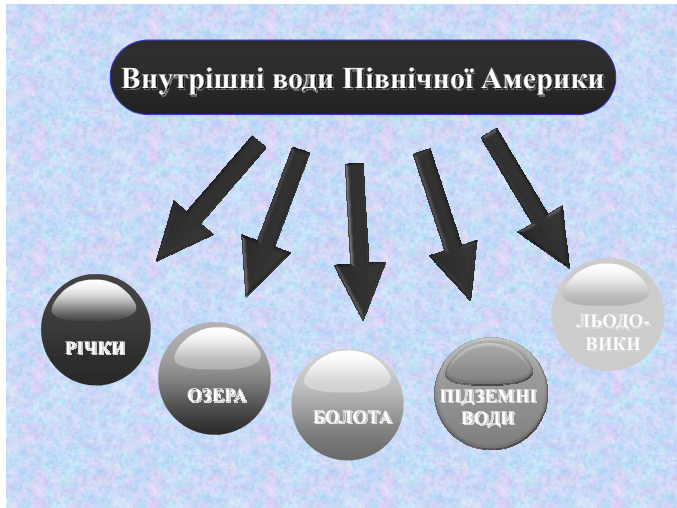 Внутрішні води Північної Америки
РІЧКИ
ОЗЕРА
БОЛОТА
ПІДЗЕМНІ
ВОДИ
ЛЬОДО-
ВИКИ